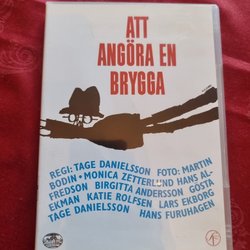 ATT
ANGÖRA EN
BRYGGA
REGI: TAGE DANIELSSON FOTO: MARTIN
BODIN • MONICA ZETTERLUND HANS AL-
FREDSON BIRGITTA ANDERSSON GÖSTA
EKMAN KATIE ROLFSEN LARS EKBORG
TAGE DANIELSSON HANS FURUHAGEN